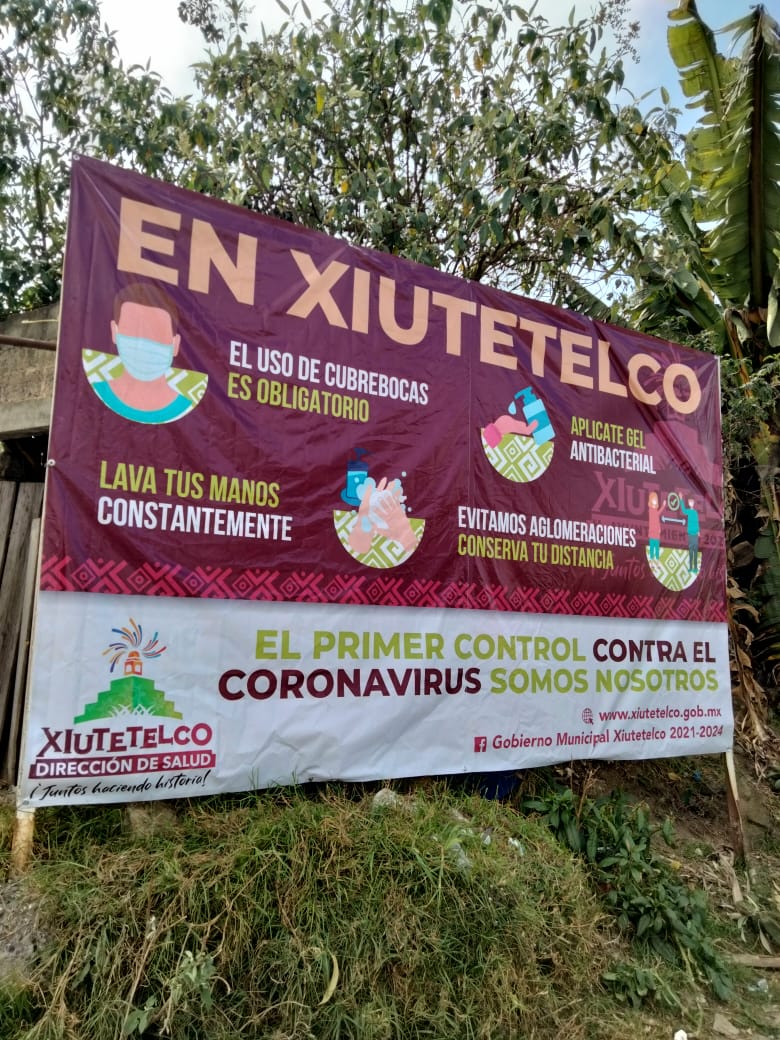 EN XIUTETELCO
EL USO DE CUBREBOCAS
ES OBLIGATORIO
APLICATE GEL
ANTIBACTERIAL
LAVA TUS MANOS
CONSTANTEMENTE
EVITAMOS AGLOMERACIONES
CONSERVA TU DISTANCIA
EL PRIMER CONTROL CONTRA EL
CORONAVIRUS SOMOS NOSOTROS
www.xiutetelco.gob.mx
Gobierno Municipal Xiutetelco 2021-2024
XIUTETELCO
DIRECCIÓN DE SALUD
¡Juntos haciendo historia!